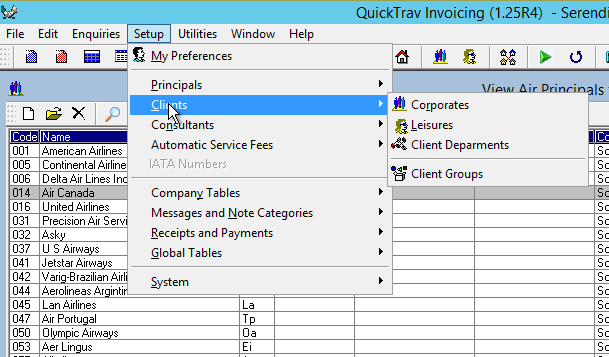 QuickTrav Invoicing (1.25R4) - Serendi
File Edit Enquiries Setup Utilities Window Help
My Preferences
View Air Principals
Principals
Clients
Corporates
Consultants
Leisures
Automatic Service Fees
Client Deparments
IATA Numbers
Client Groups
Company Tables
Messages and Note Categories
Receipts and Payments
Global Tables
System
Code Name
001 American Airlines
005 Continental Airline
006 Delta Air Lines Inc
014 Air Canada
016 United Airlines
031 Precision Air Servi
032 Asky
037 U S Airways
041 Jetstar Airways
042 Varig-Brazilian Airli
044 Aerolineas Argintin
045 Lan Airlines La
047 Air Portugal Tp
050 Olympic Airways Oa
053 Aer Lingus Ei